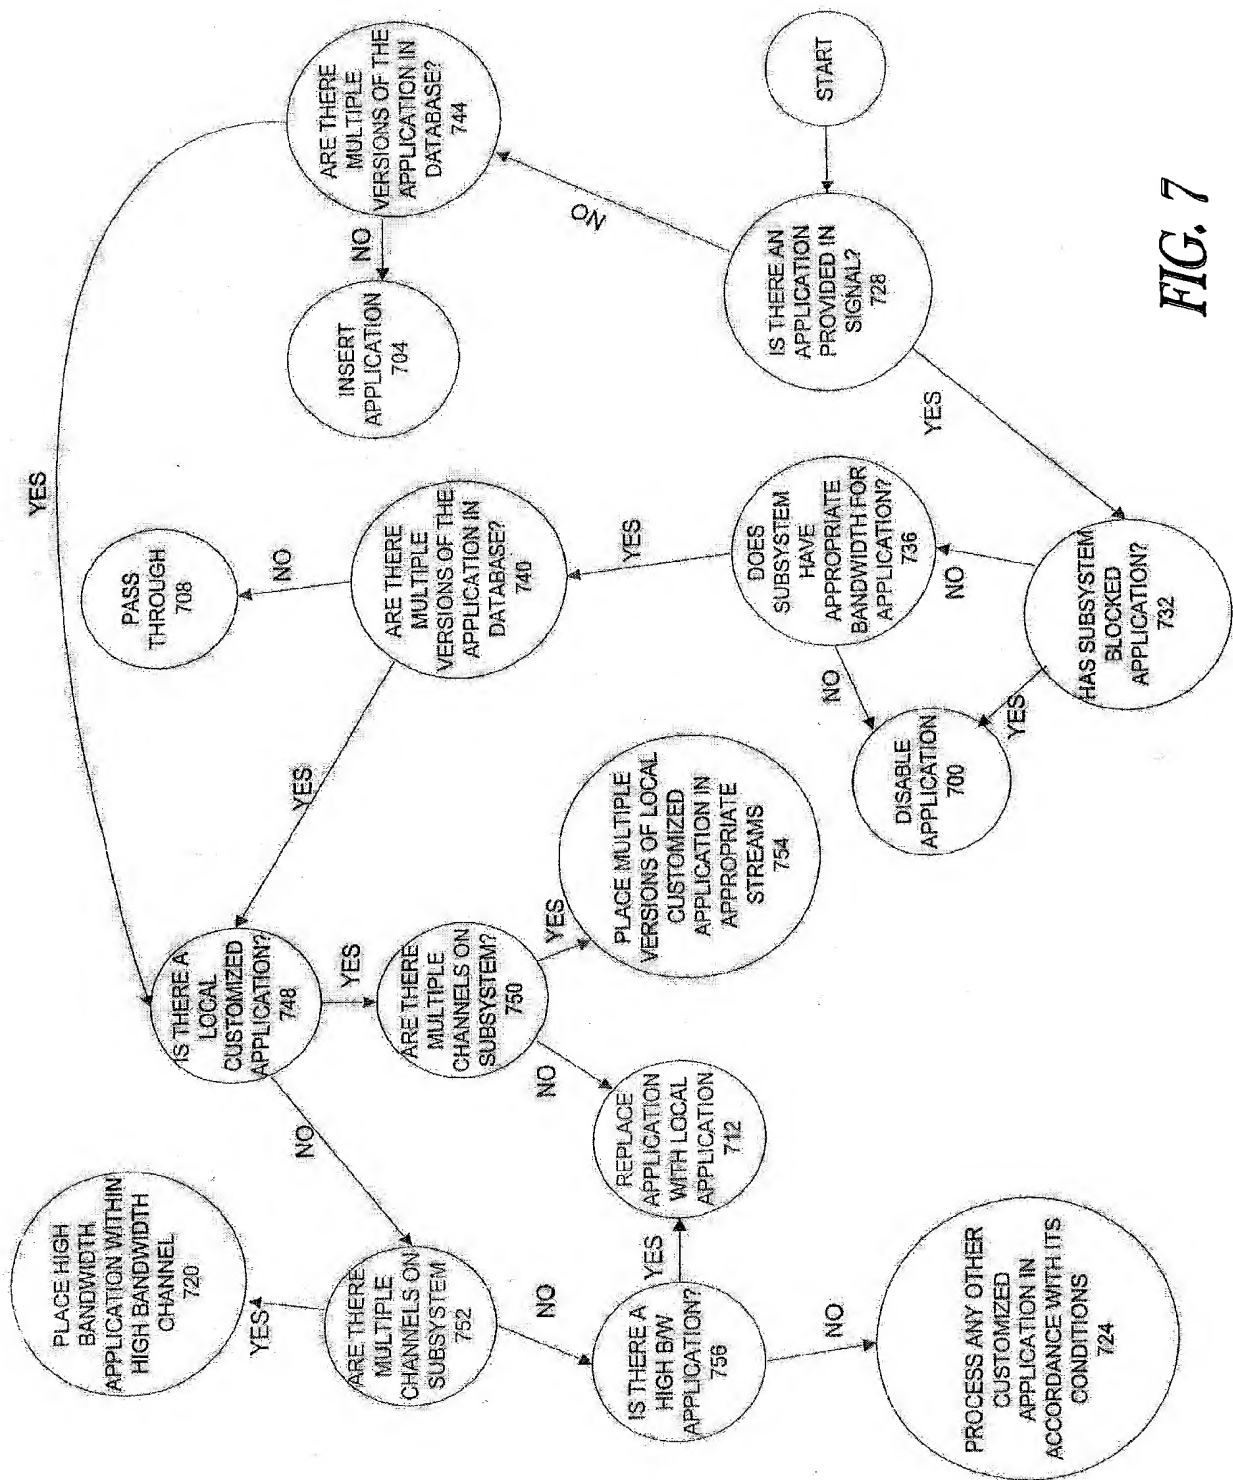 START
IS THERE AN
APPLICATION
PROVIDED IN
SIGNAL?
728
NO
YES
ARE THERE
MULTIPLE
VERSIONS OF THE
APPLICATION IN
DATABASE?
744
NO
YES
INSERT
APPLICATION
704
HAS SUBSYSTEM
BLOCKED
APPLICATION?
732
NO
YES
DOES
SUBSYSTEM
HAVE
APPROPRIATE
BANDWIDTH FOR
APPLICATION?
736
YES
NO
DISABLE
APPLICATION
700
ARE THERE
MULTIPLE
VERSIONS OF THE
APPLICATION IN
DATABASE?
740
NO
YES
PASS
THROUGH
708
IS THERE A
LOCAL
CUSTOMIZED
APPLICATION?
748
YES
NO
ARE THERE
MULTIPLE
CHANNELS ON
SUBSYSTEM?
750
YES
NO
PLACE MULTIPLE
VERSIONS OF LOCAL
CUSTOMIZED
APPLICATION IN
APPROPRIATE
STREAMS
754
REPLACE
APPLICATION
WITH LOCAL
APPLICATION
712
ARE THERE
MULTIPLE
CHANNELS ON
SUBSYSTEM
752
YES
NO
PLACE HIGH
BANDWIDTH
APPLICATION WITHIN
HIGH BANDWIDTH
CHANNEL
720
IS THERE A
HIGH B/W
APPLICATION?
756
YES
NO
PROCESS ANY OTHER
CUSTOMIZED
APPLICATION IN
ACCORDANCE WITH ITS
CONDITIONS
724
FIG. 7